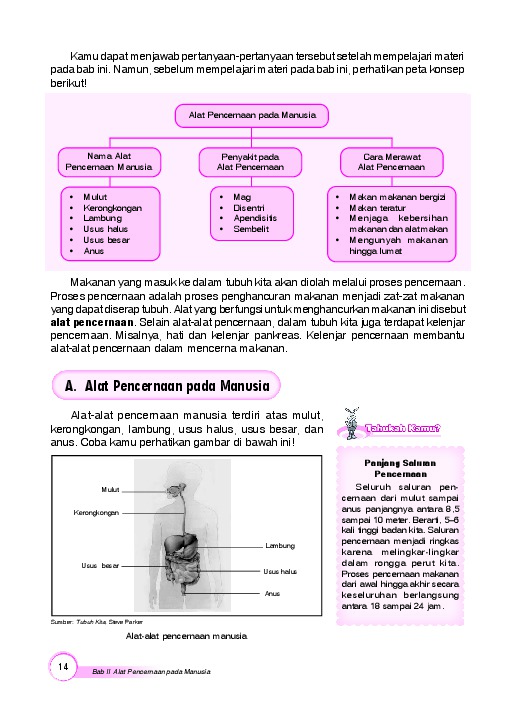 Kamu dapat menjawab pertanyaan-pertanyaan tersebut setelah mempelajari materi
pada bab ini. Namun, sebelum mempelajari materi pada bab ini, perhatikan peta konsep
berikut!
Alat Pencernaan pada Manusia
Nama Alat
Pencernaan Manusia
• Mulut
• Kerongkongan
• Lambung
• Usus halus
• Usus besar
• Anus
Penyakit pada
Alat Pencernaan
• Mag
• Disentri
• Apendisitis
• Sembelit
Cara Merawat
Alat Pencernaan
• Makan makanan bergizi
• Makan teratur
• Menjaga kebersihan
makanan dan alat makan
• Mengunyah makanan
hingga lumat
Makanan yang masuk ke dalam tubuh kita akan diolah melalui proses pencernaan.
Proses pencernaan adalah proses penghancuran makanan menjadi zat-zat makanan
yang dapat diserap tubuh. Alat yang berfungsi untuk menghancurkan makanan ini disebut
alat pencernaan. Selain alat-alat pencernaan, dalam tubuh kita juga terdapat kelenjar
pencernaan. Misalnya, hati dan kelenjar pankreas. Kelenjar pencernaan membantu
alat-alat pencernaan dalam mencerna makanan.
A. Alat Pencernaan pada Manusia
Alat-alat pencernaan manusia terdiri atas mulut,
kerongkongan, lambung, usus halus, usus besar, dan
anus. Coba kamu perhatikan gambar di bawah ini!
Mulut
Kerongkongan
Lambung
Usus besar
Usus halus
Anus
Sumber: Tubuh Kita, Steve Parker
Alat-alat pencernaan manusia
Tahukah Kamu?
Panjang Saluran
Pencernaan
Seluruh saluran pen-
cernaan dari mulut sampai
anus panjangnya antara 8,5
sampai 10 meter. Berarti, 5–6
kali tinggi badan kita. Saluran
pencernaan menjadi ringkas
karena melingkar-lingkar
dalam rongga perut kita.
Proses pencernaan makanan
dari awal hingga akhir secara
keseluruhan berlangsung
antara 18 sampai 24 jam.
14
Bab II Alat Pencernaan pada Manusia